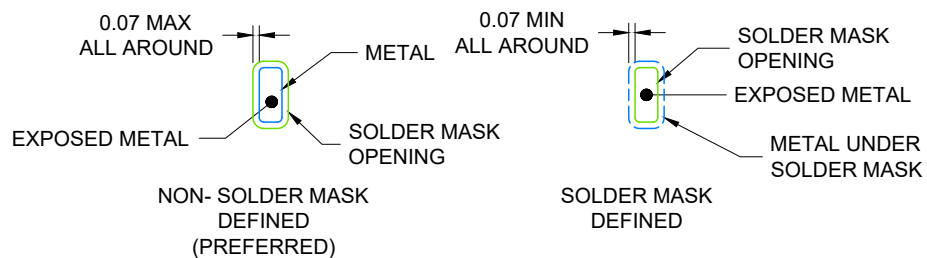 0.07 MAX
ALL AROUND
METAL
EXPOSED METAL
SOLDER MASK
OPENING
NON- SOLDER MASK
DEFINED
(PREFERRED)
0.07 MIN
ALL AROUND
SOLDER MASK
OPENING
EXPOSED METAL
METAL UNDER
SOLDER MASK
SOLDER MASK
DEFINED